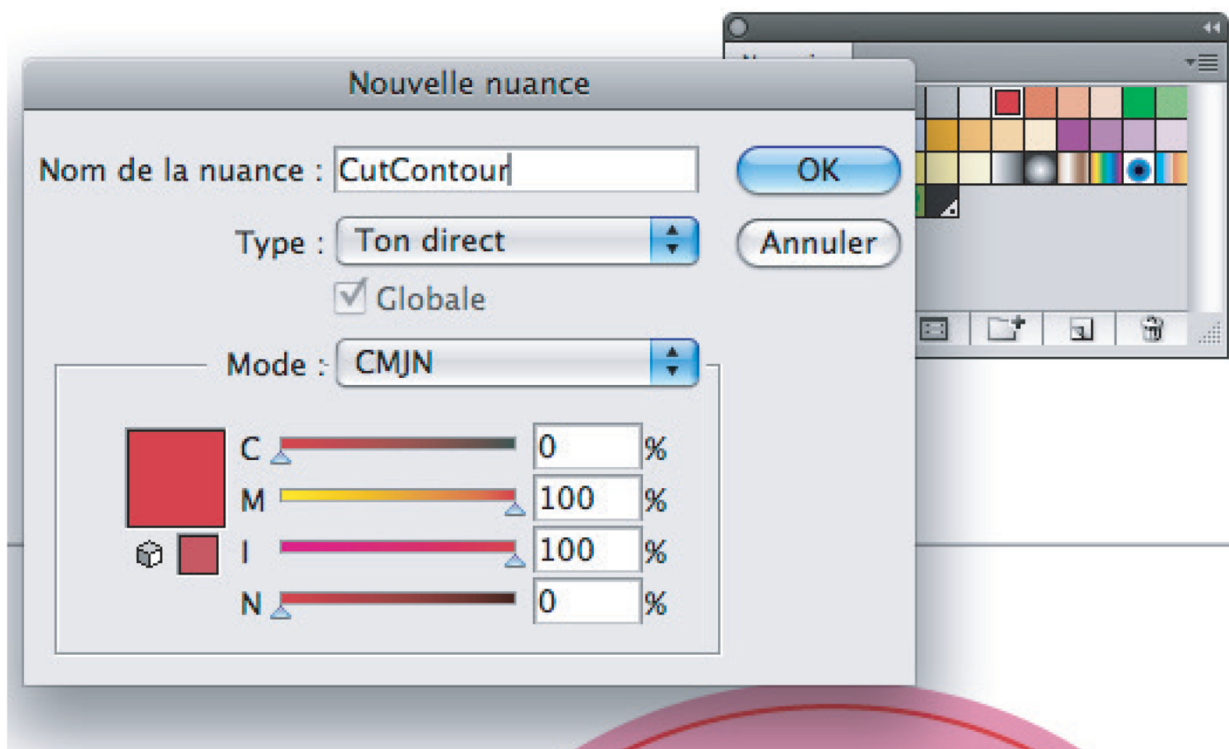 Nouvelle nuance
Nom de la nuance : CutContour
OK
Type : Ton direct
Annuler
Globale
Mode : CMJN
C 0 %
M 100 %
I 100 %
N 0 %